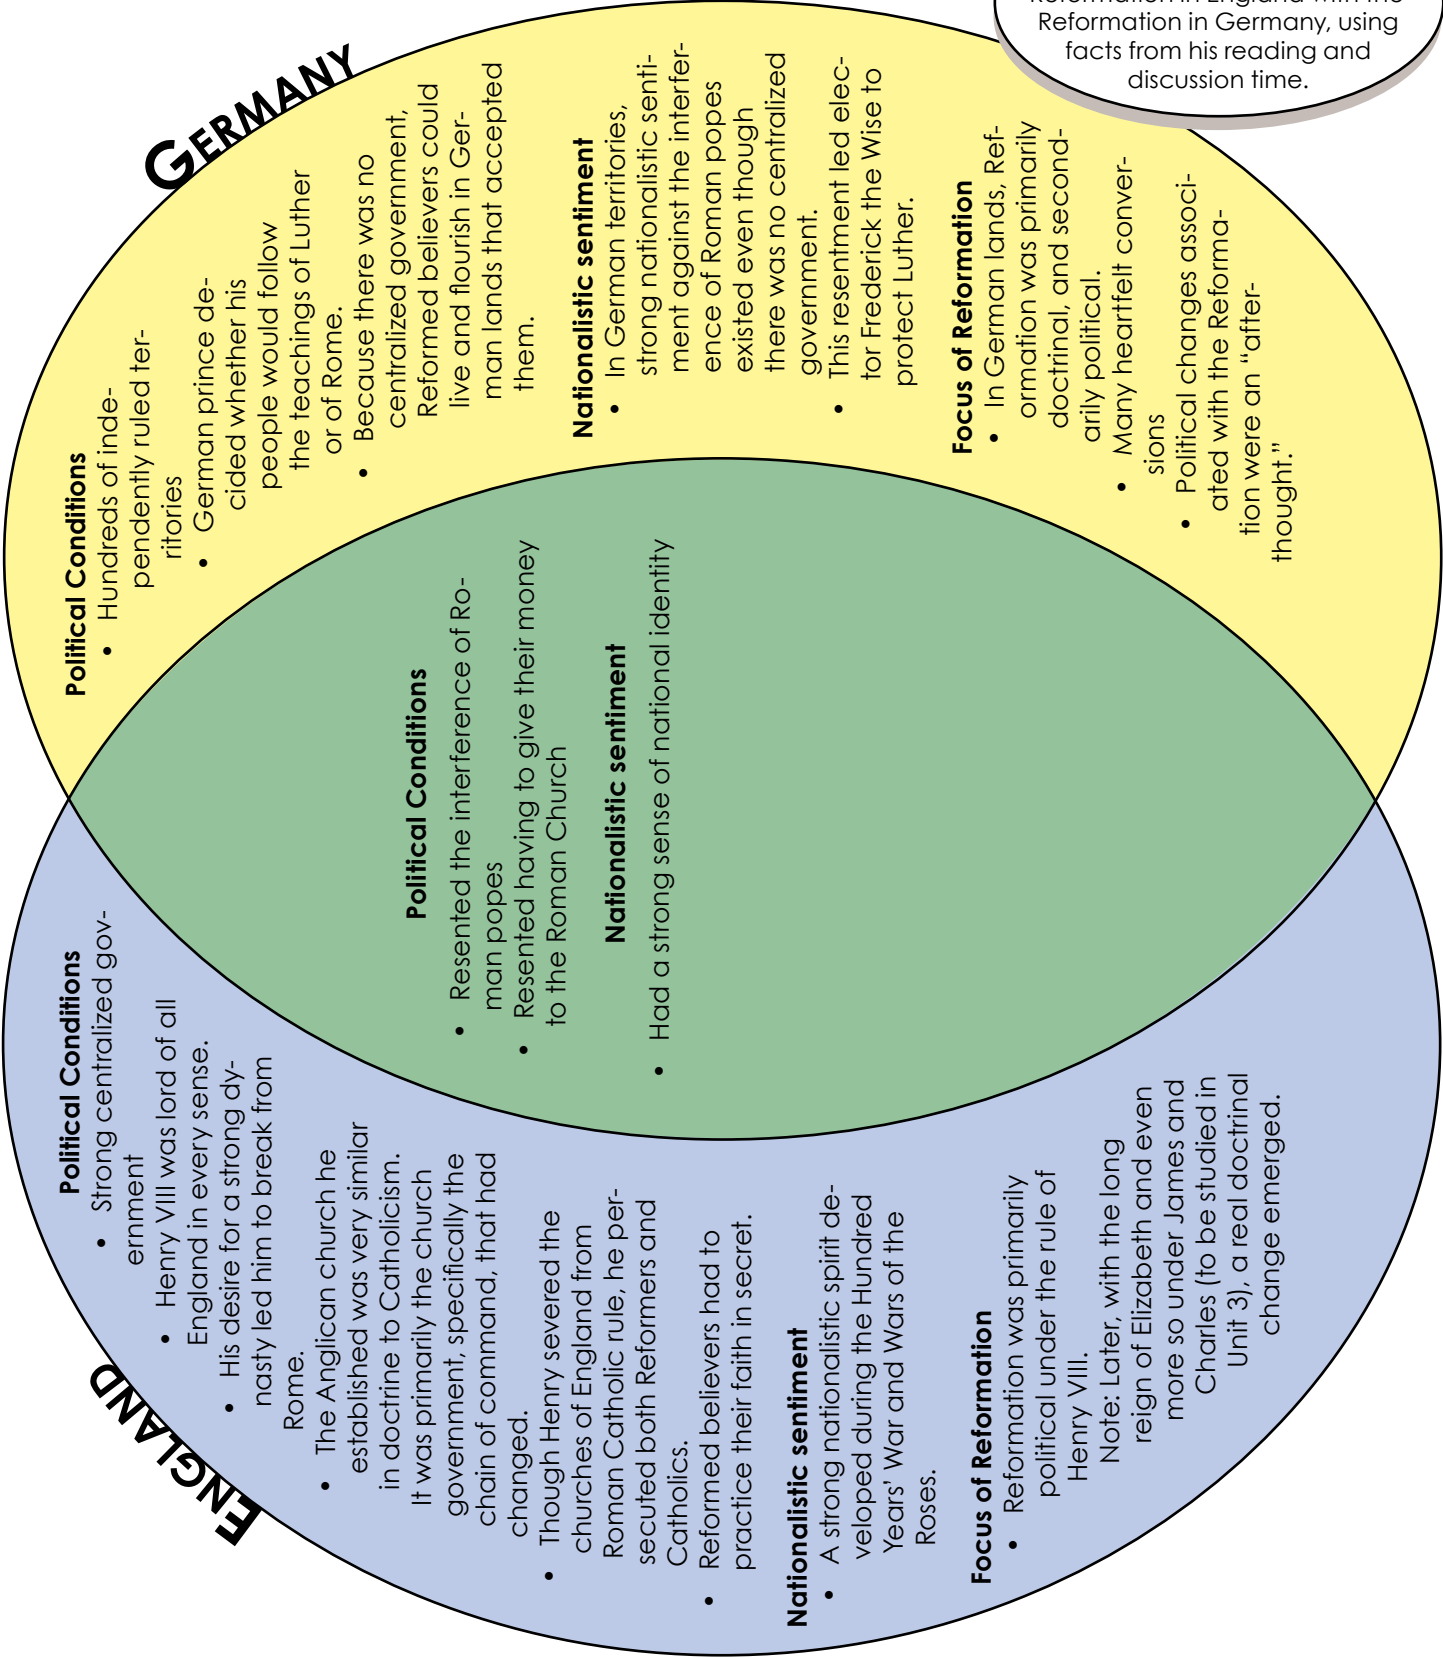 Reformation in England with the
Reformation in Germany, using
facts from his reading and
discussion time.
ENGLAND
Political Conditions
• Strong centralized gov-
ernment
• Henry VIII was lord of all
England in every sense.
• His desire for a strong dy-
nasty led him to break from
Rome.
• The Anglican church he
established was very similar
in doctrine to Catholicism.
It was primarily the church
government, specifically the
chain of command, that had
changed.
• Though Henry severed the
churches of England from
Roman Catholic rule, he per-
secuted both Reformers and
Catholics.
• Reformed believers had to
practice their faith in secret.
Nationalistic sentiment
• A strong nationalistic spirit de-
veloped during the Hundred
Years' War and Wars of the
Roses.
Focus of Reformation
• Reformation was primarily
political under the rule of
Henry VIII.
Note: Later, with the long
reign of Elizabeth and even
more so under James and
Charles (to be studied in
Unit 3), a real doctrinal
change emerged.
Political Conditions
• Resented the interference of Ro-
man popes
• Resented having to give their money
to the Roman Church
Nationalistic sentiment
• Had a strong sense of national identity
GERMANY
Political Conditions
• Hundreds of inde-
pendently ruled ter-
ritories
• German prince de-
cided whether his
people would follow
the teachings of Luther
or of Rome.
• Because there was no
centralized government,
Reformed believers could
live and flourish in Ger-
man lands that accepted
them.
Nationalistic sentiment
• In German territories,
strong nationalistic senti-
ment against the interfer-
ence of Roman popes
existed even though
there was no centralized
government.
• This resentment led elec-
tor Frederick the Wise to
protect Luther.
Focus of Reformation
• In German lands, Ref-
ormation was primarily
doctrinal, and second-
arily political.
• Many heartfelt conver-
sions
• Political changes associ-
ated with the Reforma-
tion were an "after-
thought."